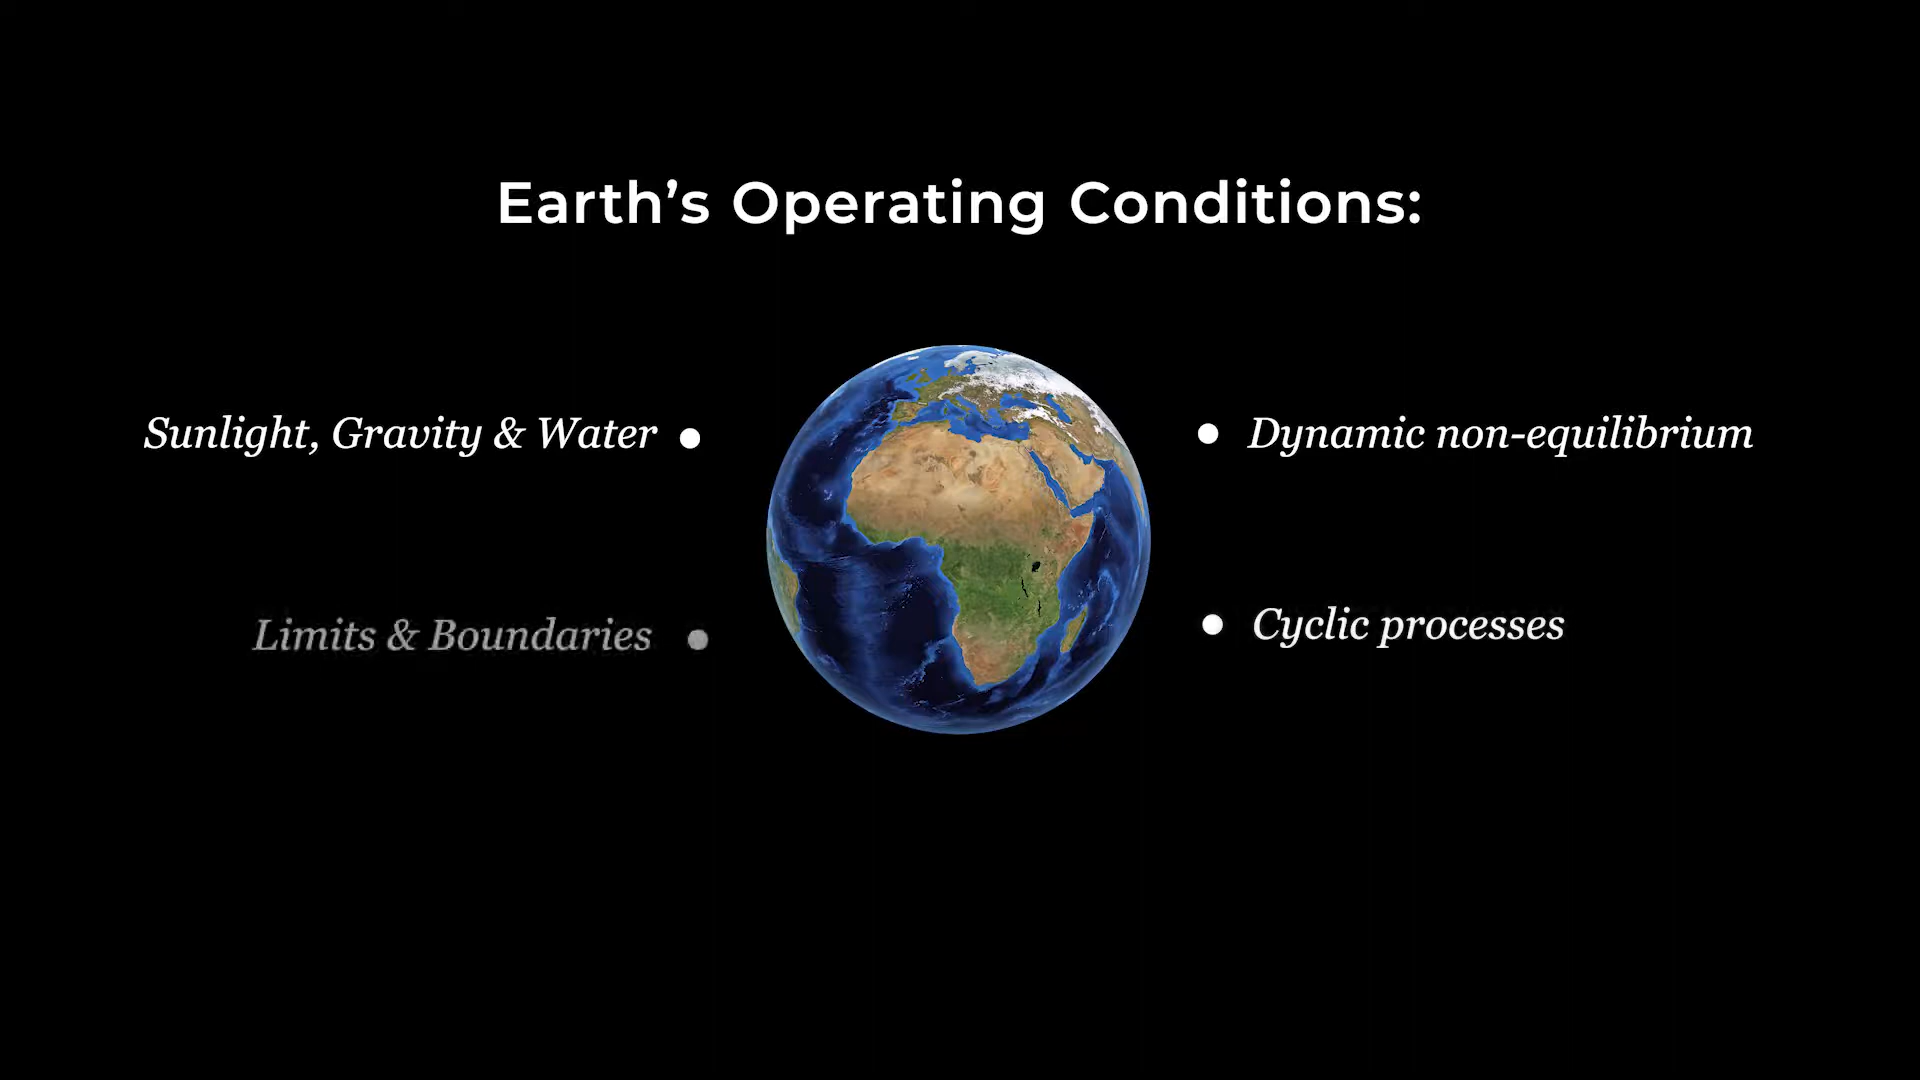 Earth’s Operating Conditions:
Sunlight, Gravity & Water
Dynamic non-equilibrium
Limits & Boundaries
Cyclic processes